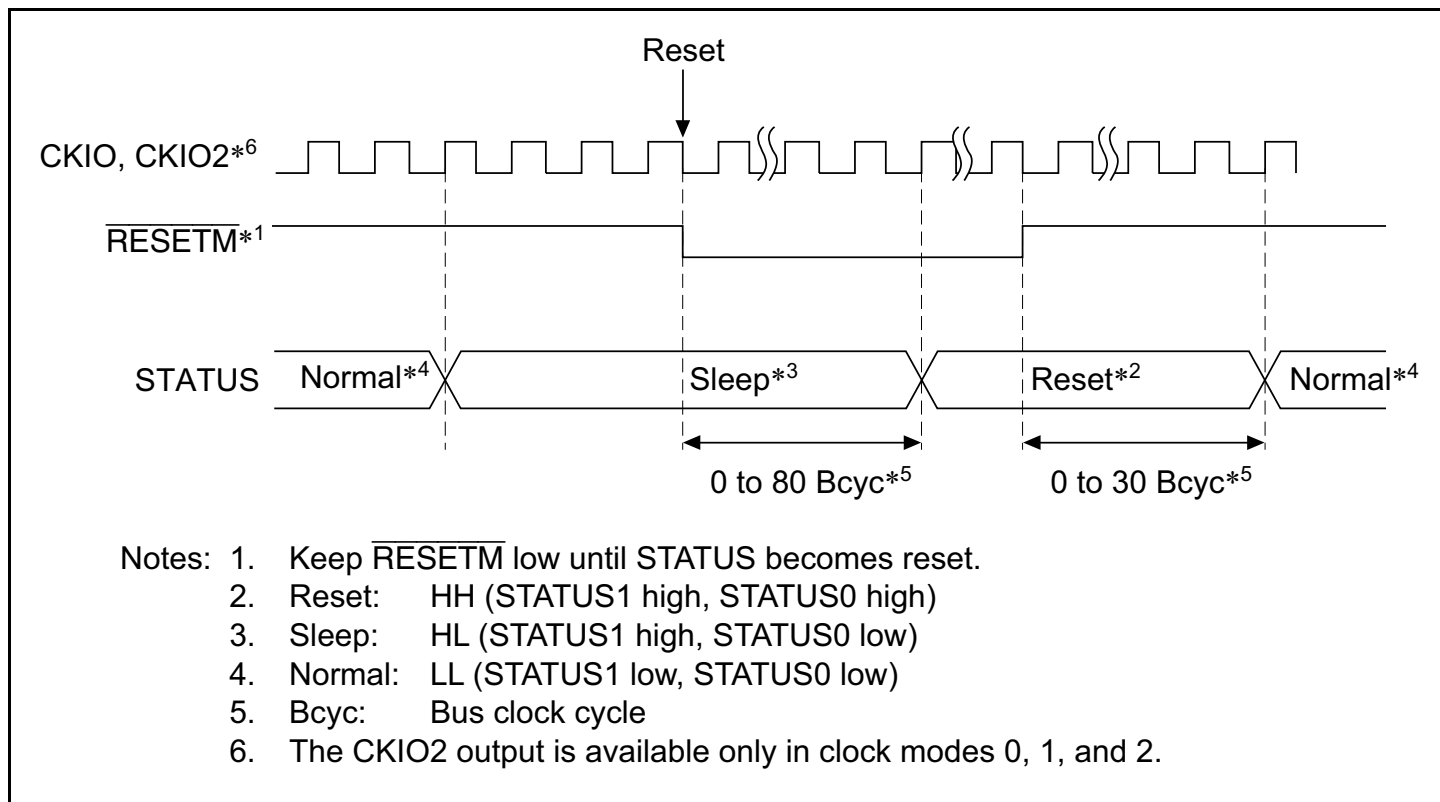 Reset
CKIO, CKIO2*6
RESETM*1
STATUS Normal*4 Sleep*3 Reset*2 Normal*4
0 to 80 Bcyc*5 0 to 30 Bcyc*5
Notes: 1. Keep RESETM low until STATUS becomes reset.
2. Reset: HH (STATUS1 high, STATUS0 high)
3. Sleep: HL (STATUS1 high, STATUS0 low)
4. Normal: LL (STATUS1 low, STATUS0 low)
5. Bcyc: Bus clock cycle
6. The CKIO2 output is available only in clock modes 0, 1, and 2.